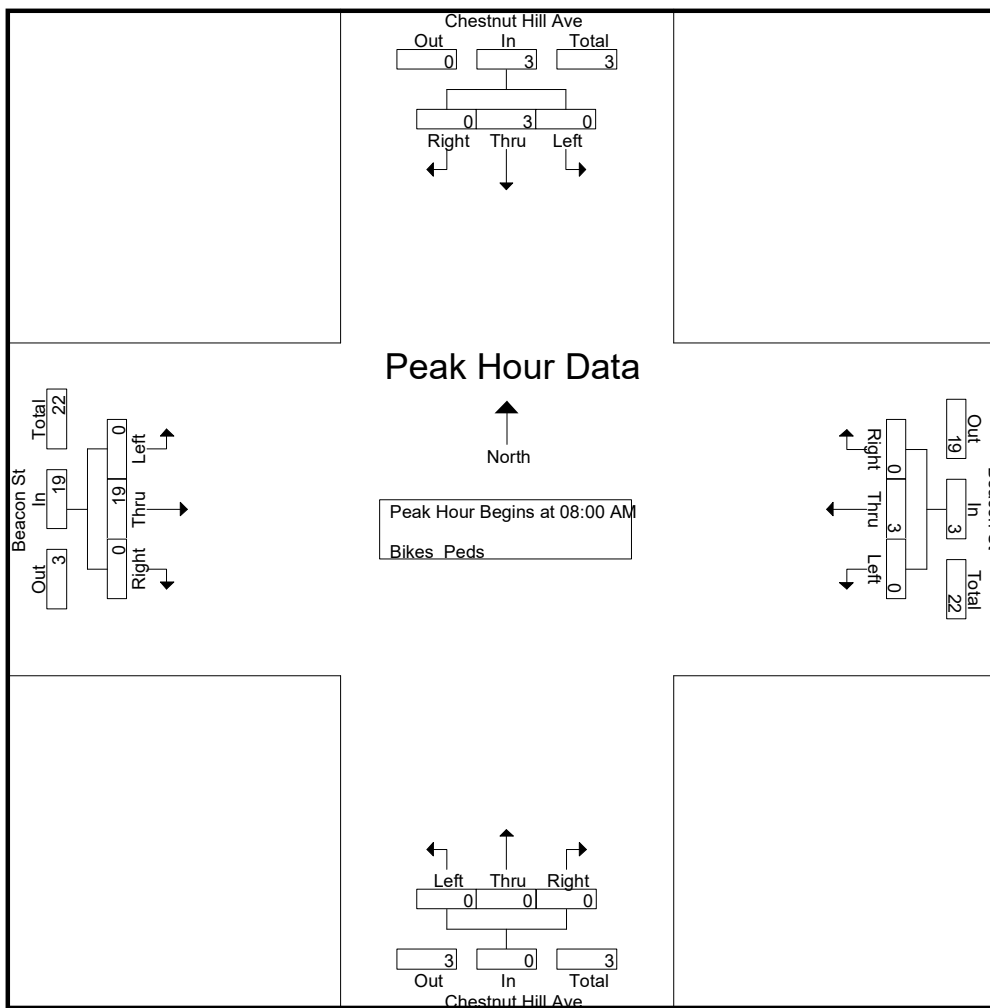 Chestnut Hill Ave
Out In Total
0 3 3
0 3 0
Right Thru Left
Peak Hour Data
North
Peak Hour Begins at 08:00 AM
Bikes Peds
Beacon St
Total In Out
22 19 3
0 19 0
Left Thru Right
Out In Total
19 3 22
0 3 0
Right Thru Left
Left Thru Right
0 0 0
3 0 3
Out In Total
Chestnut Hill Ave